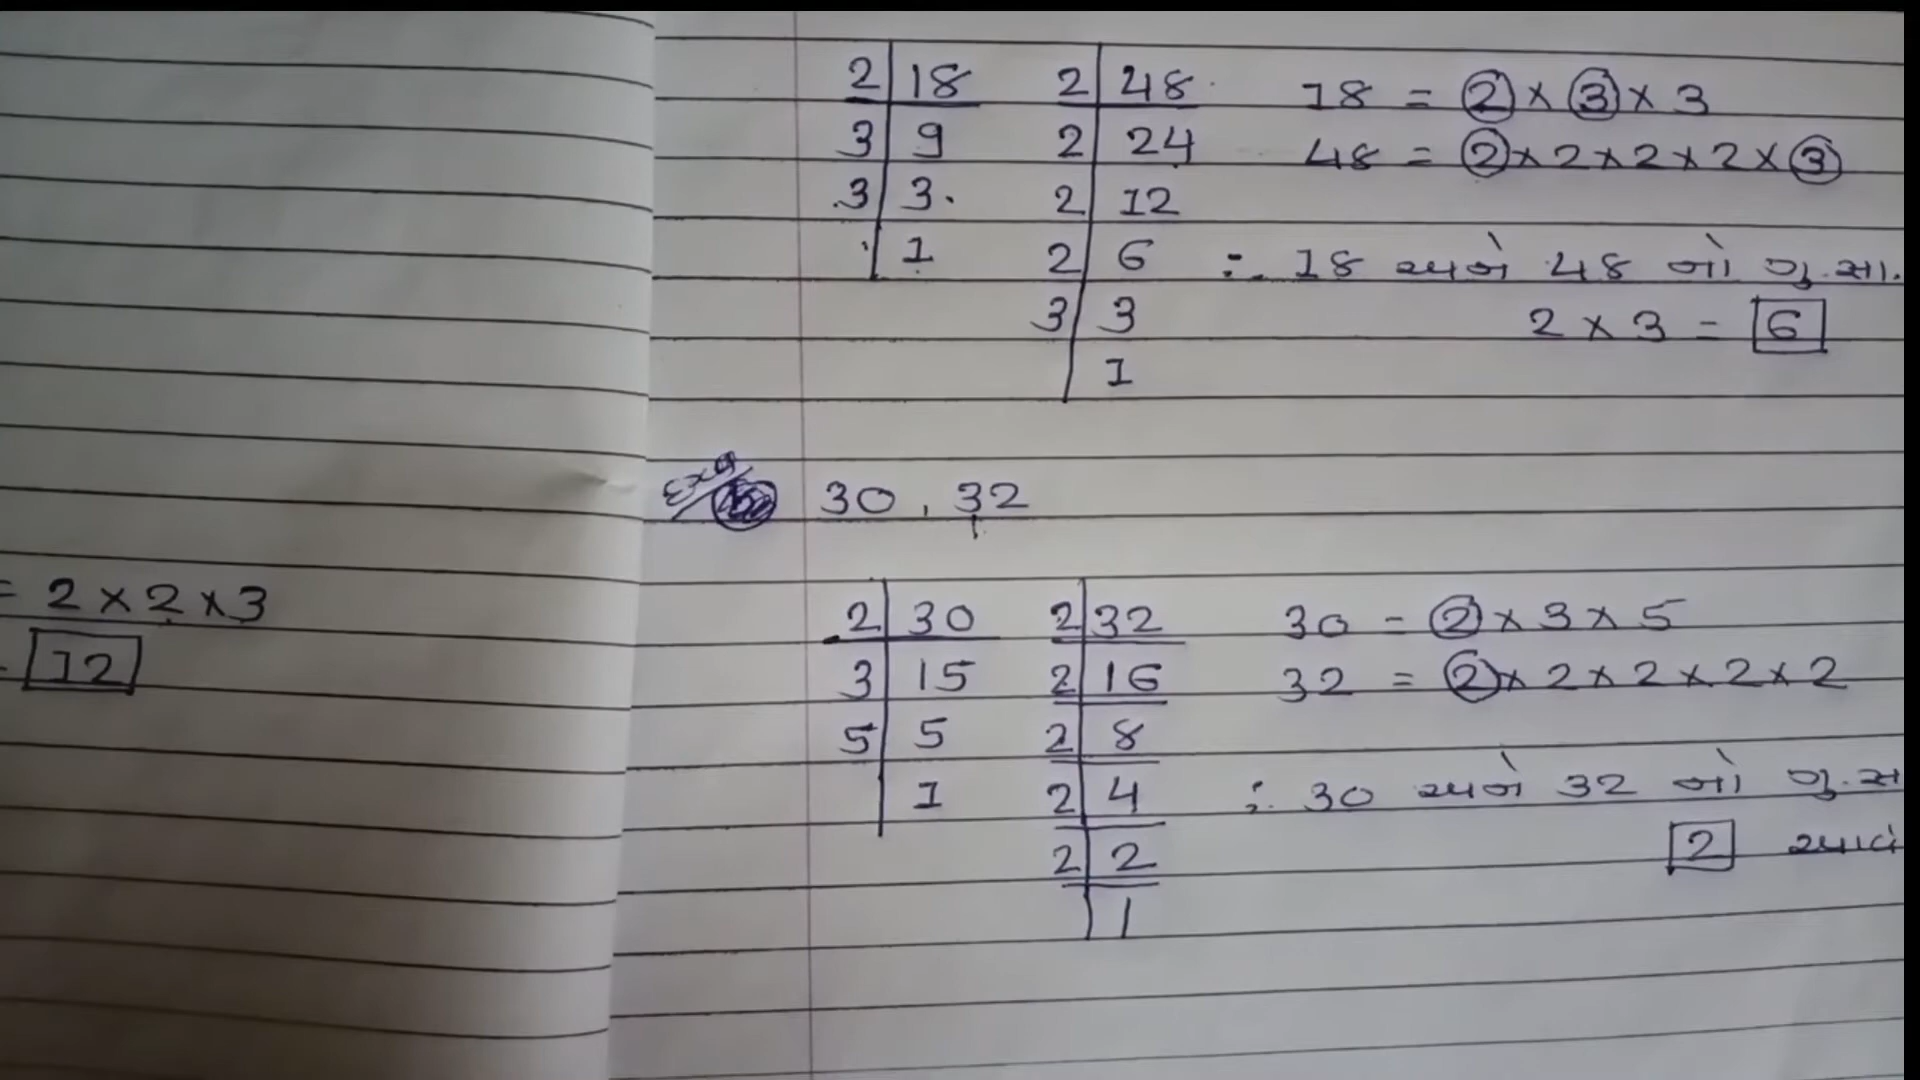 = 2 × 2 × 3
12
2 | 18
3 | 9
3 | 3
1
2 | 48
2 | 24
2 | 12
2 | 6
3 | 3
1
18 = 2 × 3 × 3
48 = 2 × 2 × 2 × 2 × 3
∴ 18 અને 48 નો ગુ.સા.
2 × 3 = 6
30, 32
2 | 30
3 | 15
5 | 5
1
2 | 32
2 | 16
2 | 8
2 | 4
2 | 2
1
30 = 2 × 3 × 5
32 = 2 × 2 × 2 × 2 × 2
∴ 30 અને 32 નો ગુ.સા
2